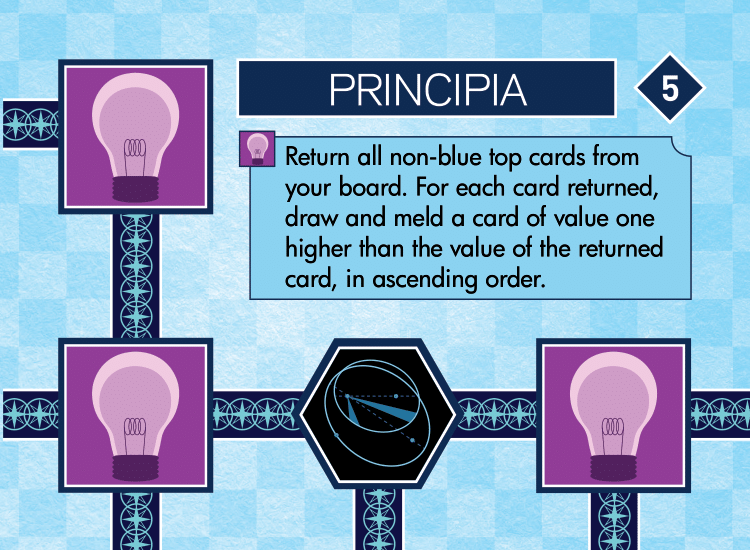 PRINCIPIA
5
Return all non-blue top cards from
your board. For each card returned,
draw and meld a card of value one
higher than the value of the returned
card, in ascending order.